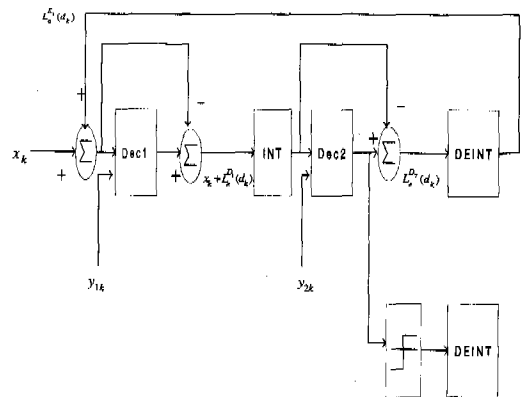 L_e^{D_2}(d_k)
+
−
−
x_k
+
Σ
Dec1
+
Σ
x_k + L_e^{D_1}(d_k)
INT
Dec2
+
Σ
L_e^{D_2}(d_k)
DEINT
y_{1k}
y_{2k}
DEINT